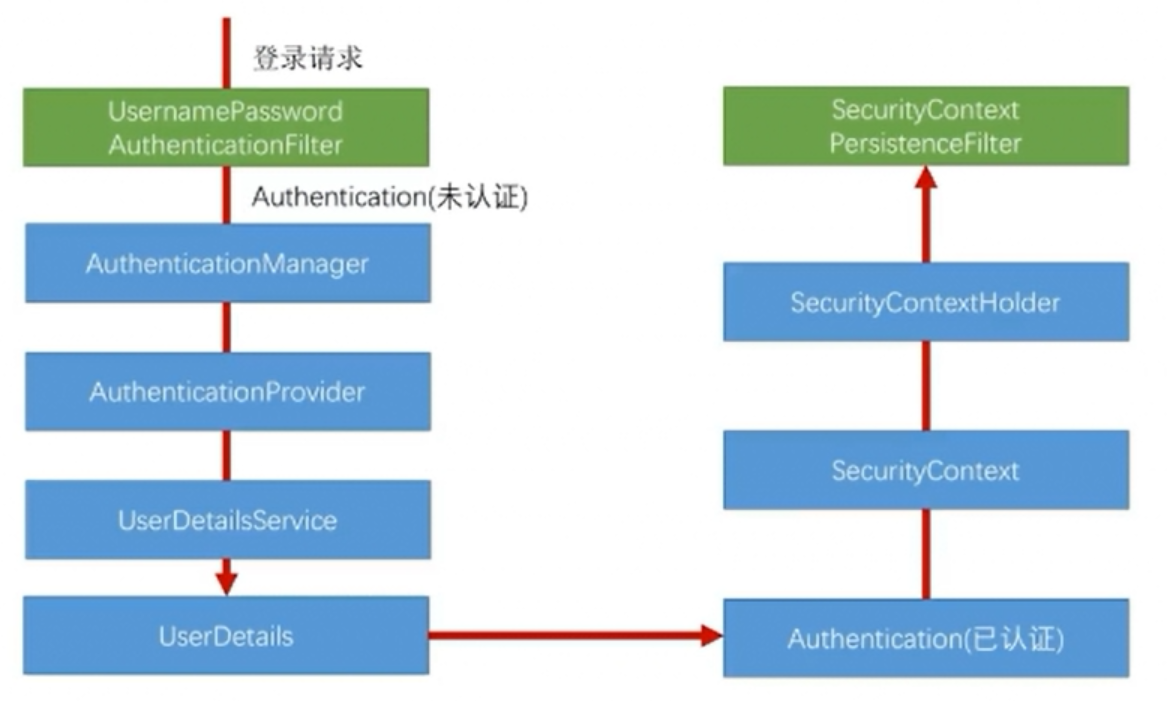 登录请求
UsernamePassword
AuthenticationFilter
Authentication(未认证)
AuthenticationManager
AuthenticationProvider
UserDetailsService
UserDetails
Authentication(已认证)
SecurityContext
SecurityContextHolder
SecurityContext
PersistenceFilter